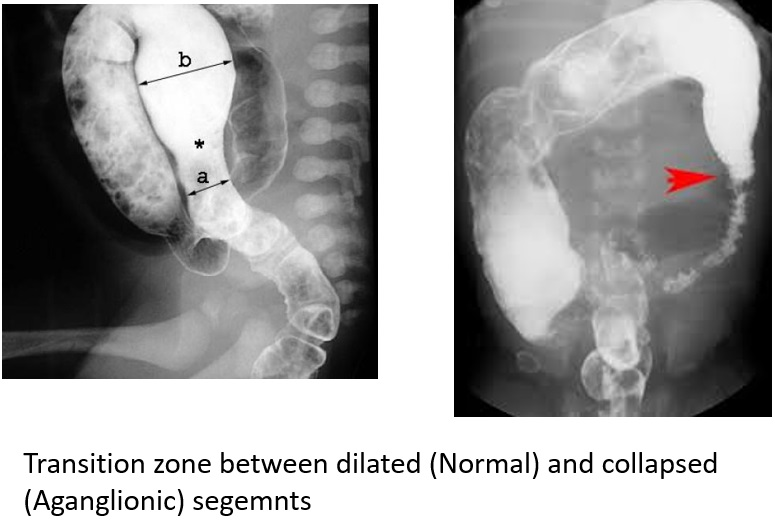 b
*
a
Transition zone between dilated (Normal) and collapsed
(Aganglionic) segemnts